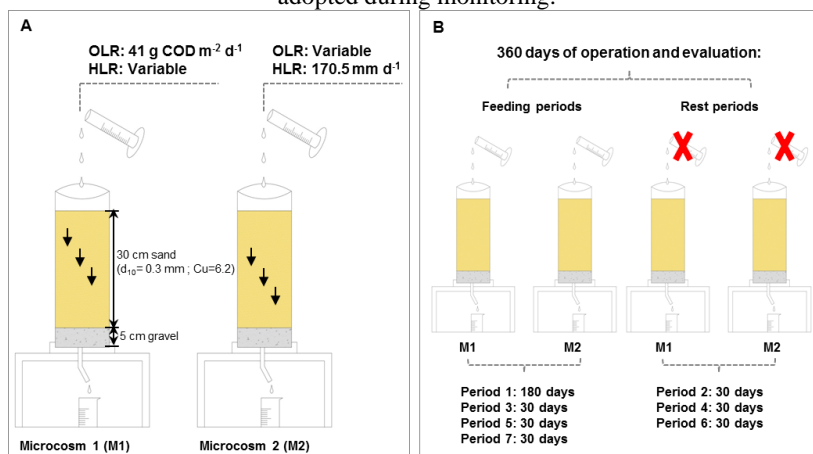 adopted during monitoring.
A
OLR: 41 g COD m⁻² d⁻¹
HLR: Variable
OLR: Variable
HLR: 170.5 mm d⁻¹
30 cm sand
(d₁₀= 0.3 mm ; Cu=6.2)
5 cm gravel
Microcosm 1 (M1)
Microcosm 2 (M2)
B
360 days of operation and evaluation:
Feeding periods
Rest periods
M1
M2
M1
M2
Period 1: 180 days
Period 3: 30 days
Period 5: 30 days
Period 7: 30 days
Period 2: 30 days
Period 4: 30 days
Period 6: 30 days